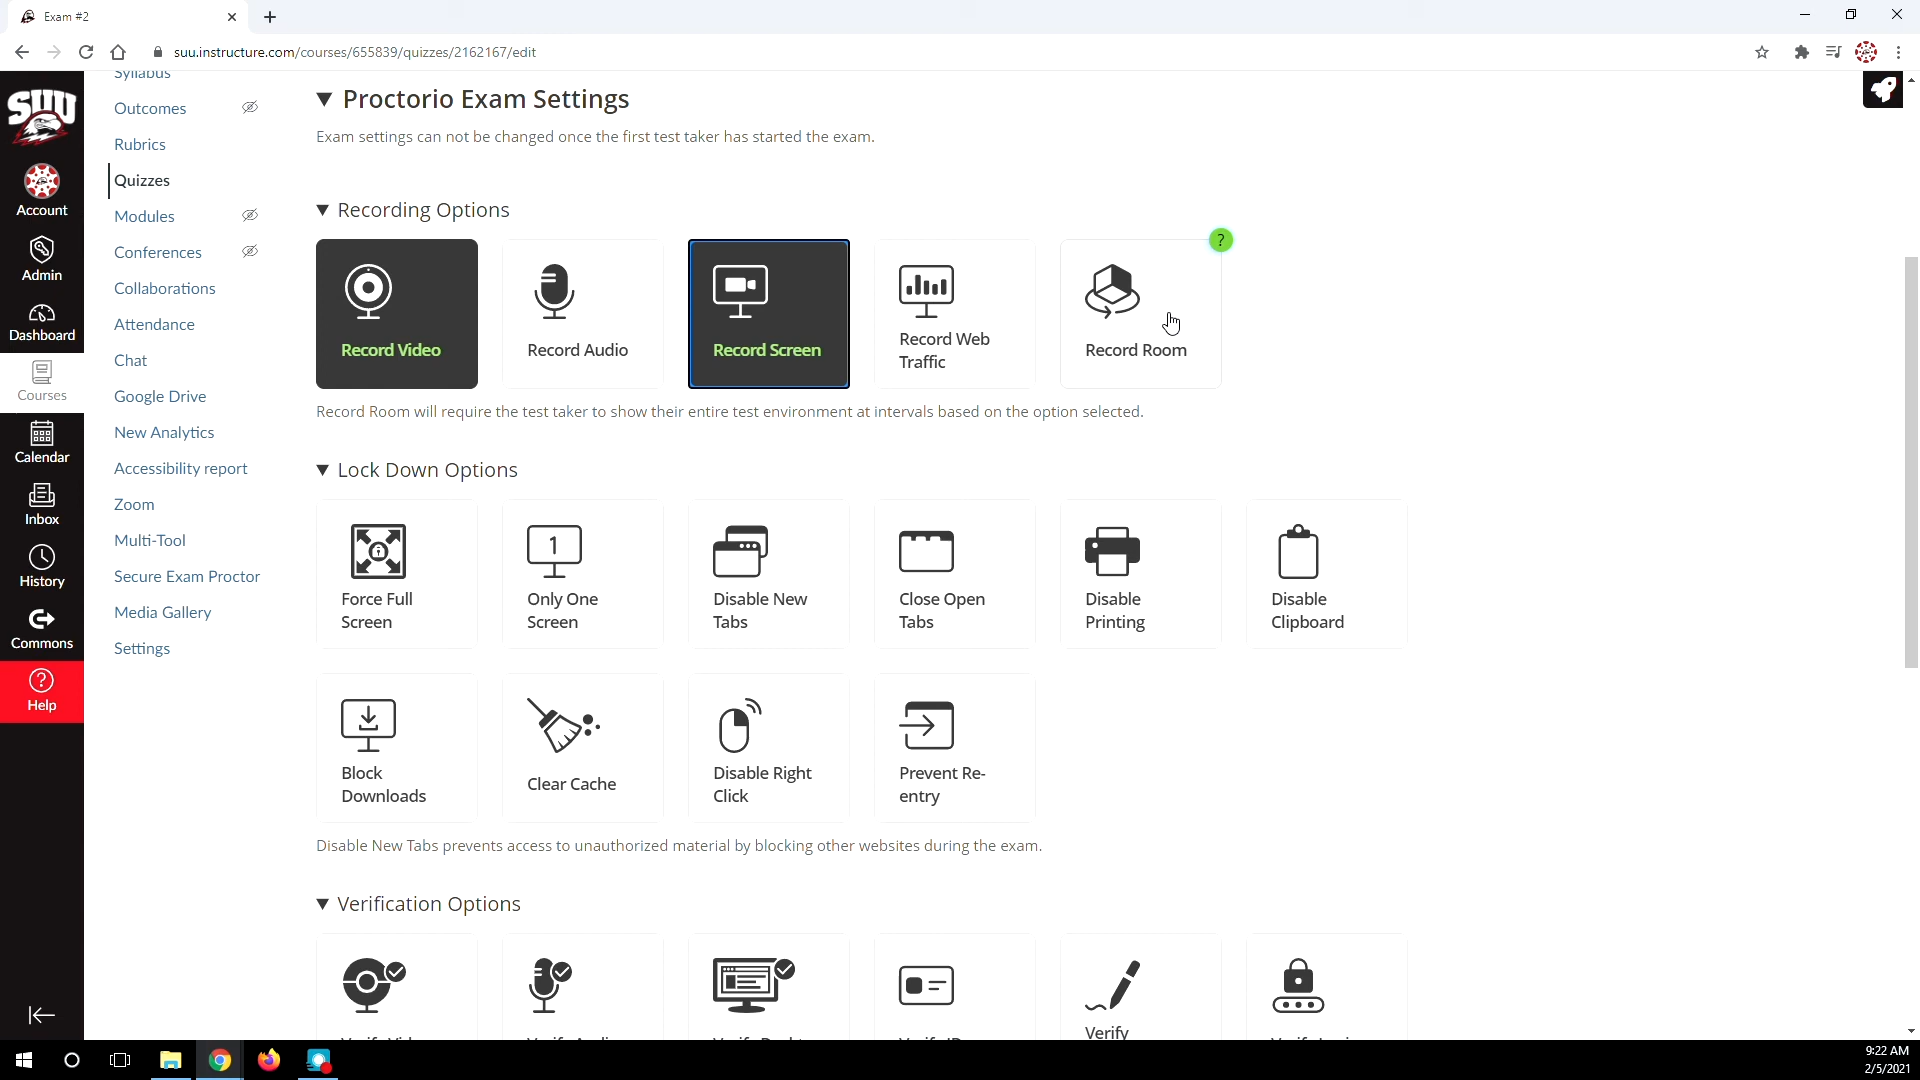 Exam #2
suu.instructure.com/courses/655839/quizzes/2162167/edit
SUU
Account
Admin
Dashboard
Courses
Calendar
Inbox
History
Commons
Help
Syllabus
Outcomes
Rubrics
Quizzes
Modules
Conferences
Collaborations
Attendance
Chat
Google Drive
New Analytics
Accessibility report
Zoom
Multi-Tool
Secure Exam Proctor
Media Gallery
Settings
Proctorio Exam Settings
Exam settings can not be changed once the first test taker has started the exam.
Recording Options
?
Record Video
Record Audio
Record Screen
Record Web
Traffic
Record Room
Record Room will require the test taker to show their entire test environment at intervals based on the option selected.
Lock Down Options
Force Full
Screen
1
Only One
Screen
Disable New
Tabs
Close Open
Tabs
Disable
Printing
Disable
Clipboard
Block
Downloads
Clear Cache
Disable Right
Click
Prevent Re-
entry
Disable New Tabs prevents access to unauthorized material by blocking other websites during the exam.
Verification Options
Verify
9:22 AM
2/5/2021